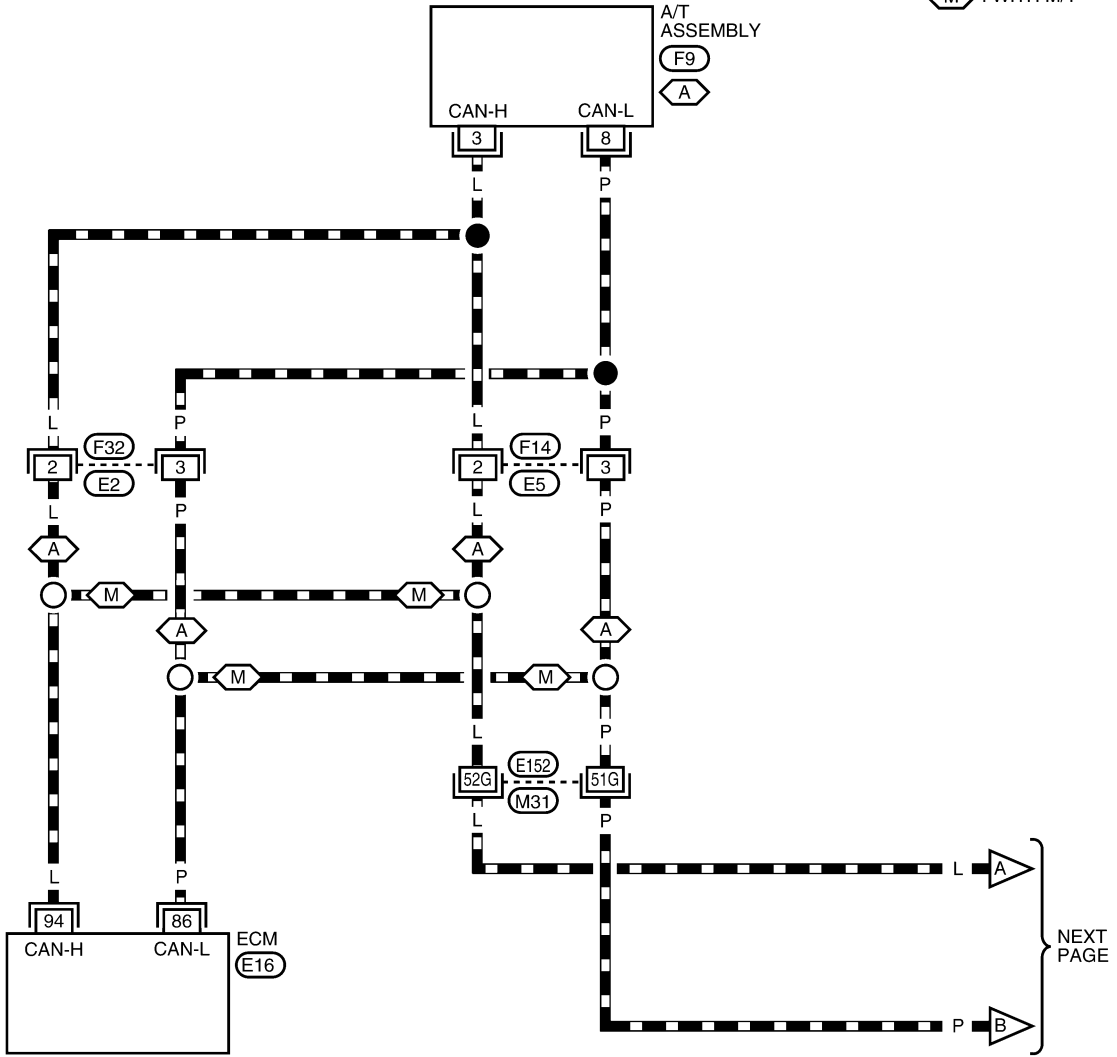 A/T
ASSEMBLY
F9
A
CAN-H CAN-L
3 8
L P
L P L P
2 F32 3 2 F14 3
E2 E5
L P L P
A A
M M
A A
M M
L P
52G E152 51G
M31
L P
L A
L P
94 86
CAN-H CAN-L
ECM
E16
NEXT
PAGE
P B